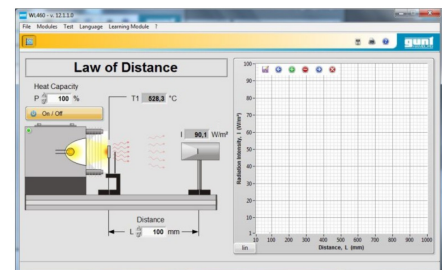 WL460 - v. 12.1.1.0
File Modules Test Language Learning Module ?
gunt
Law of Distance
Heat Capacity
P 100 %
T1 526,3 °C
On / Off
I 90,1 W/m²
Distance
L 100 mm
Radiation Intensity, I (W/m²)
100
90
80
70
60
50
40
30
20
10
1
10 100 200 300 400 500 600 700 800 900 1000
lin
Distance, L (mm)